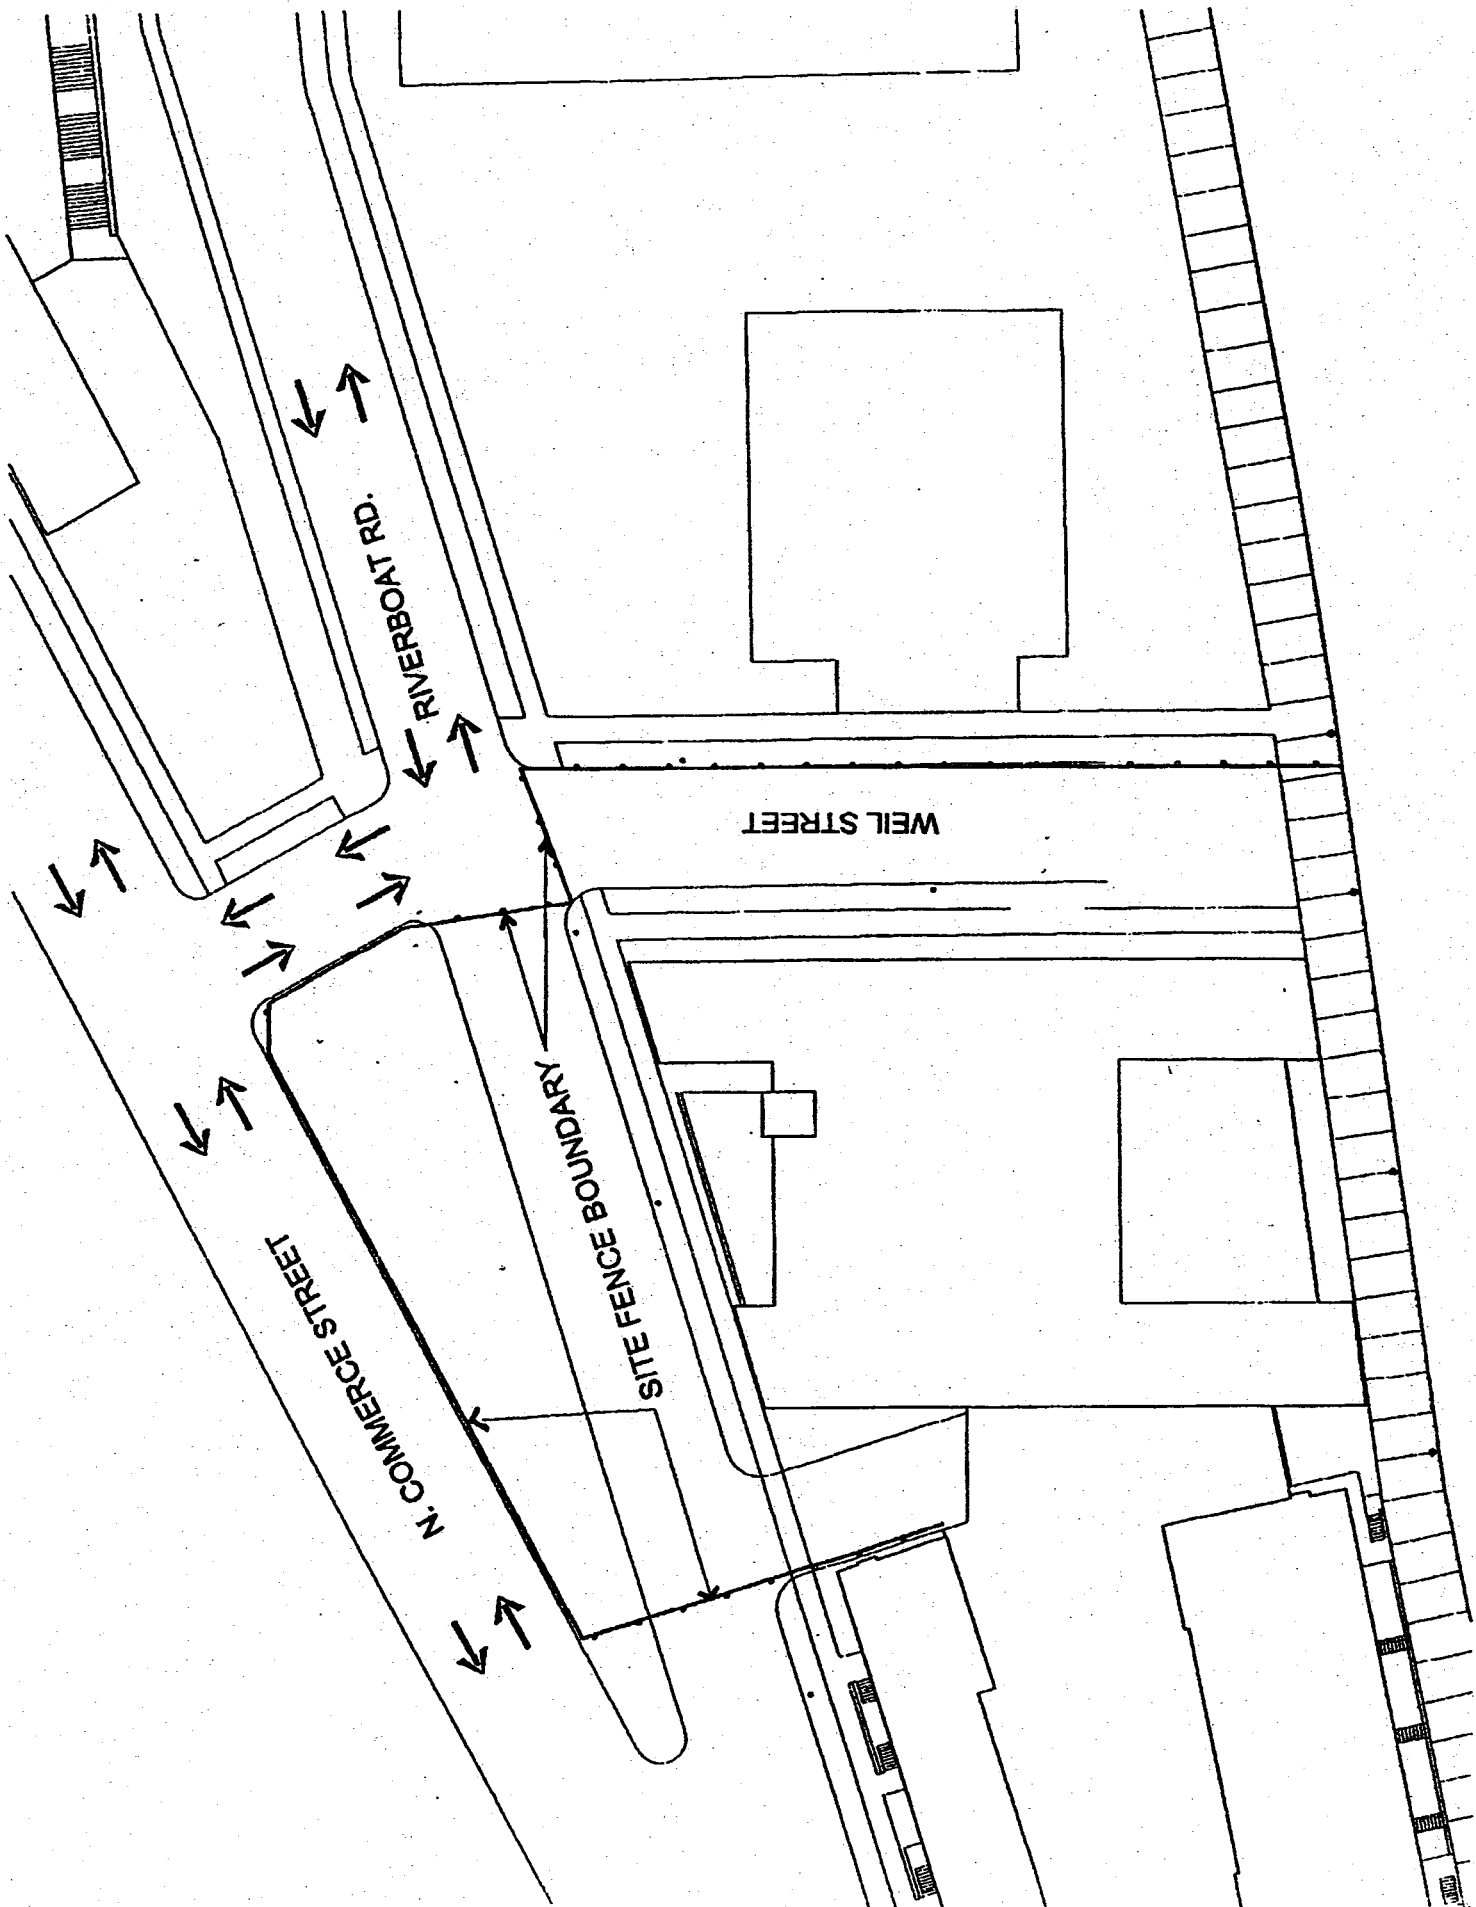 RIVERBOAT RD.
WEIL STREET
SITE FENCE BOUNDARY
N. COMMERCE STREET